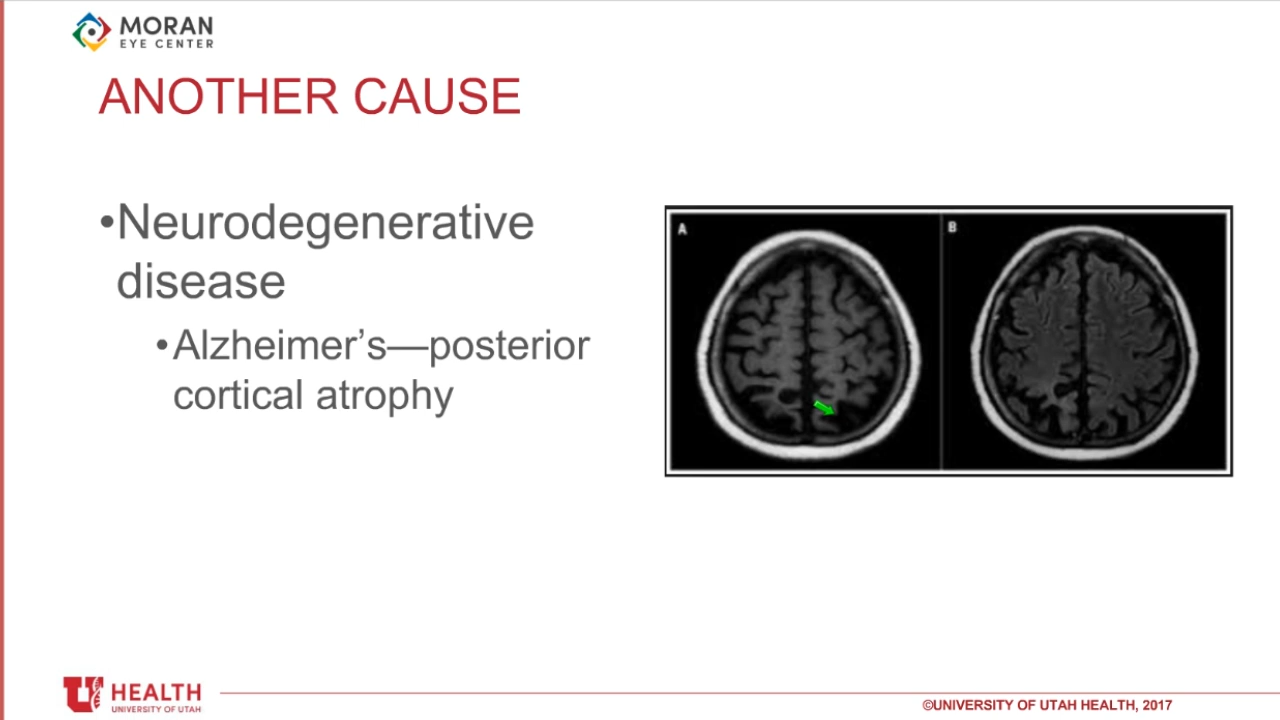 MORAN
EYE CENTER
ANOTHER CAUSE
•Neurodegenerative
disease
•Alzheimer’s—posterior
cortical atrophy
A
B
U
HEALTH
UNIVERSITY OF UTAH
©UNIVERSITY OF UTAH HEALTH, 2017